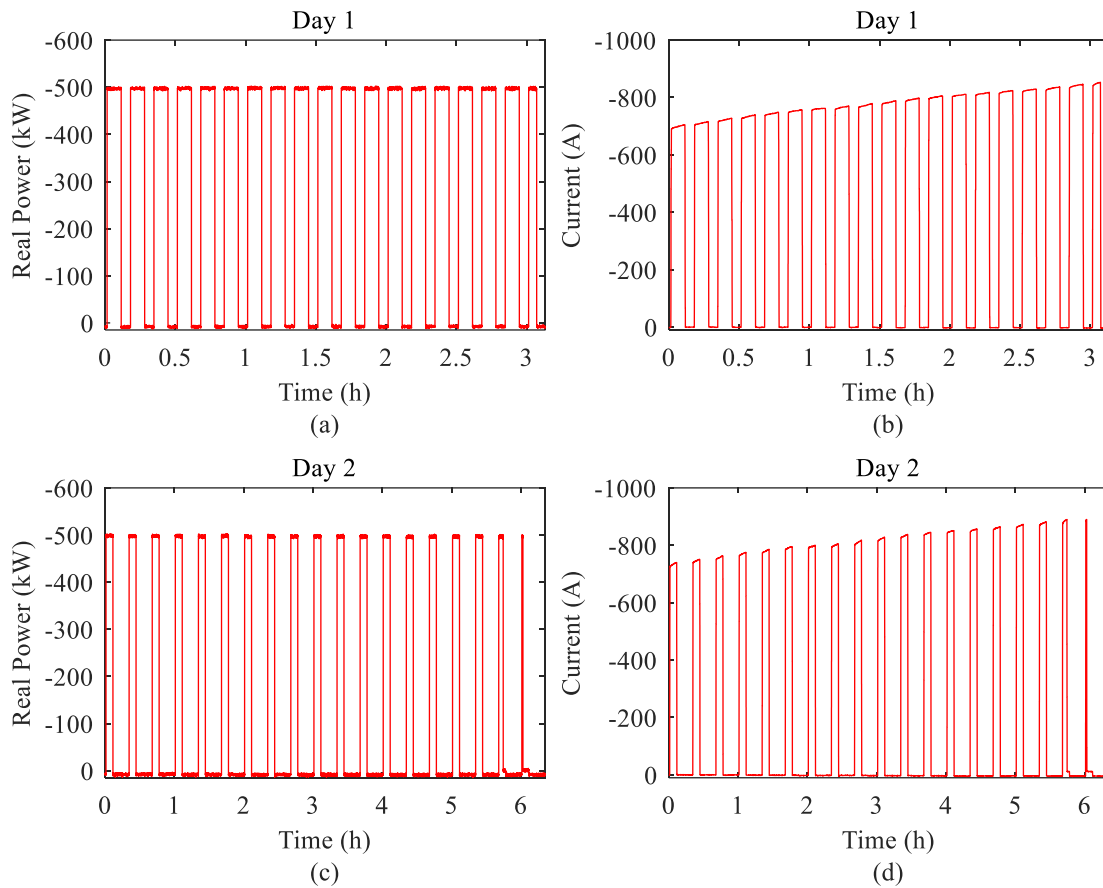 Day 1
Real Power (kW)
-600
-500
-400
-300
-200
-100
0
0 0.5 1 1.5 2 2.5 3
Time (h)
(a)
Day 1
Current (A)
-1000
-800
-600
-400
-200
0
0 0.5 1 1.5 2 2.5 3
Time (h)
(b)
Day 2
Real Power (kW)
-600
-500
-400
-300
-200
-100
0
0 1 2 3 4 5 6
Time (h)
(c)
Day 2
Current (A)
-1000
-800
-600
-400
-200
0
0 1 2 3 4 5 6
Time (h)
(d)